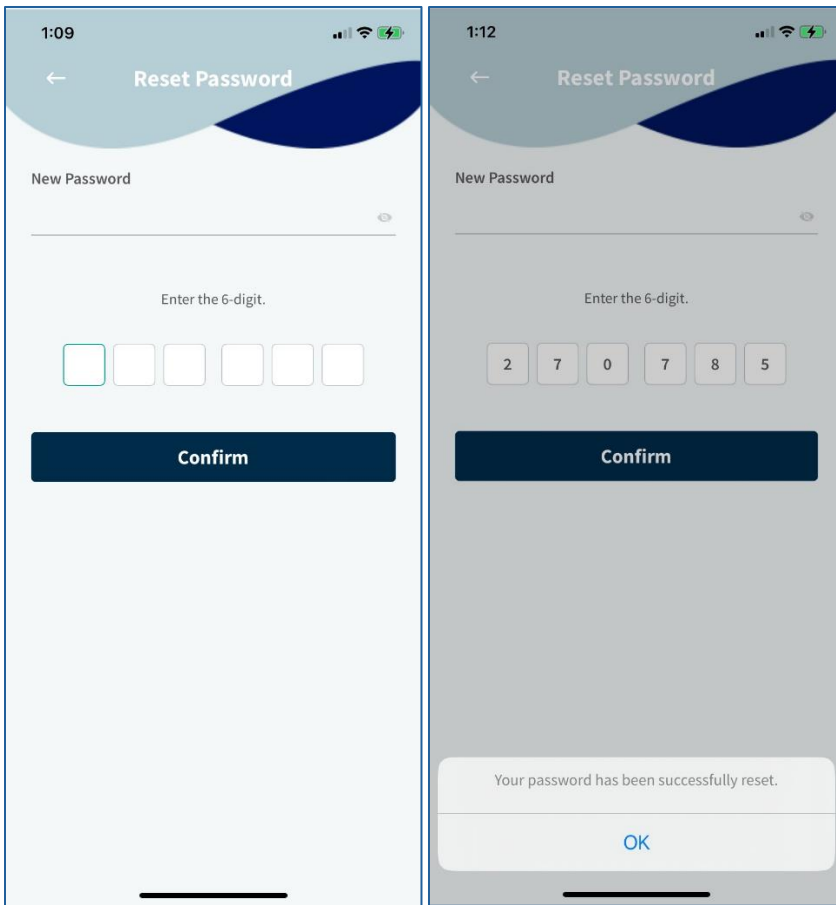 1:09
Reset Password
New Password
Enter the 6-digit.
Confirm
1:12
Reset Password
New Password
Enter the 6-digit.
2 7 0 7 8 5
Confirm
Your password has been successfully reset.
OK